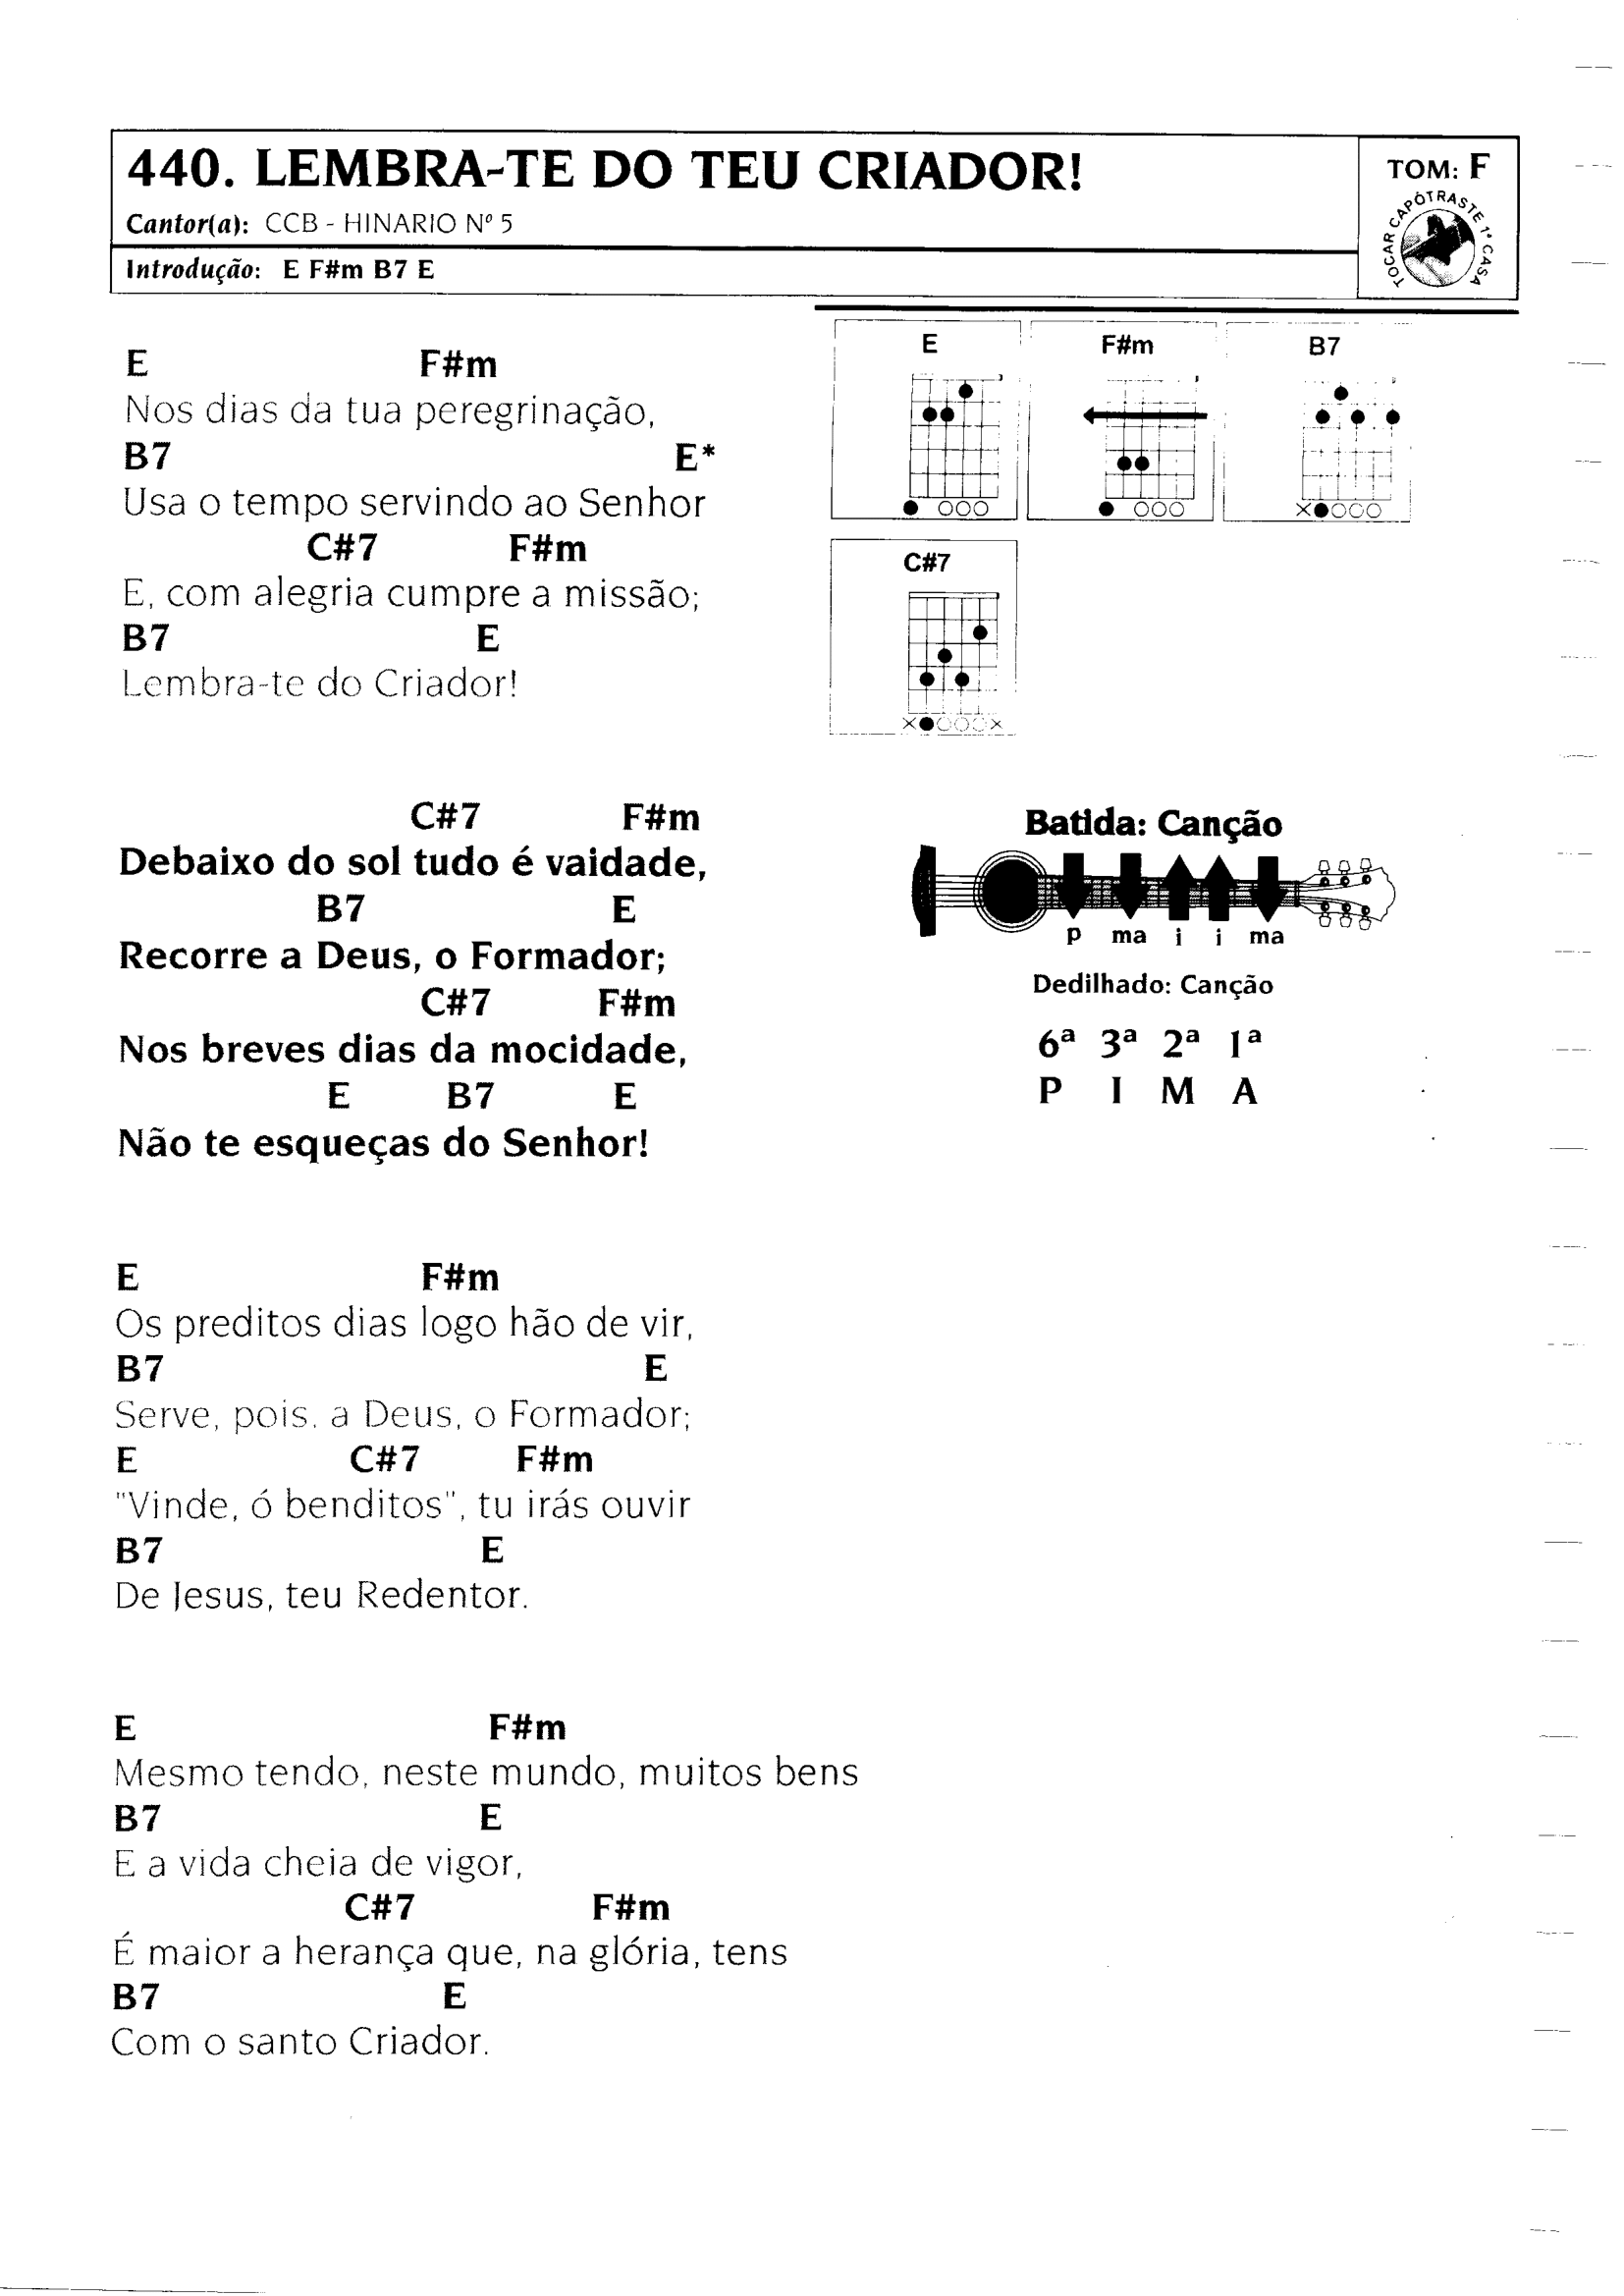 440. LEMBRA-TE DO TEU CRIADOR!
Cantor(a): CCB - HINARIO Nº 5
Introdução: E F#m B7 E
TOM: F
TOCAR CAPÓTRASTE 1ª CASA
E F#m
Nos dias da tua peregrinação,
B7 E*
Usa o tempo servindo ao Senhor
C#7 F#m
E, com alegria cumpre a missão;
B7 E
Lembra-te do Criador!
E F#m B7
C#7
C#7 F#m
Debaixo do sol tudo é vaidade,
B7 E
Recorre a Deus, o Formador;
C#7 F#m
Nos breves dias da mocidade,
E B7 E
Não te esqueças do Senhor!
Batida: Canção
p ma i i ma
Dedilhado: Canção
6ª 3ª 2ª 1ª
P I M A
E F#m
Os preditos dias logo hão de vir,
B7 E
Serve, pois, a Deus, o Formador;
E C#7 F#m
"Vinde, ó benditos", tu irás ouvir
B7 E
De Jesus, teu Redentor.
E F#m
Mesmo tendo, neste mundo, muitos bens
B7 E
E a vida cheia de vigor,
C#7 F#m
É maior a herança que, na glória, tens
B7 E
Com o santo Criador.